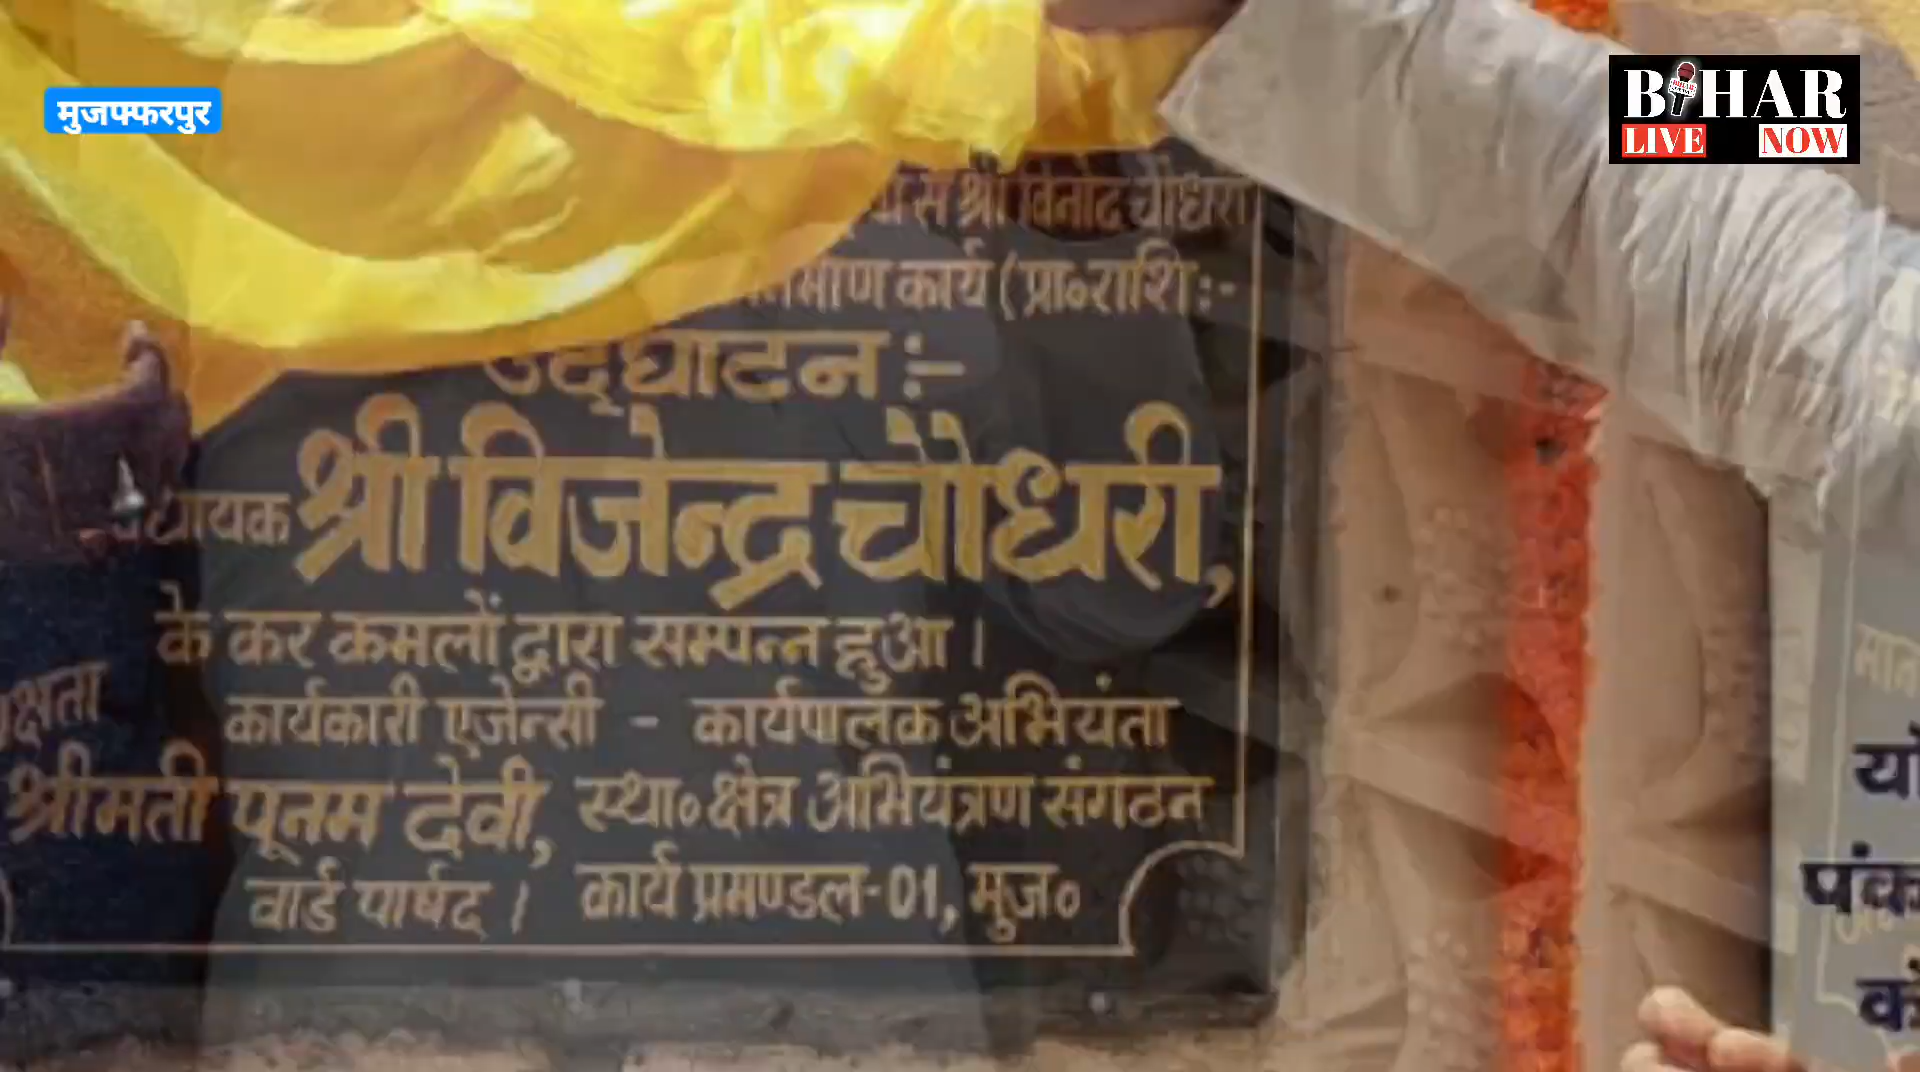 मुजफ्फरपुर
BIHAR
LIVE NOW
से श्री विनोद चौधरी
कार्य (प्रा०राशि:-
उद्घाटन:-
श्री विजेन्द्र चौधरी,
के कर कमलों द्वारा सम्पन्न हुआ ।
कार्यकारी एजेन्सी - कार्यपालक अभियंता
श्रीमती पूनम देवी, स्था० क्षेत्र अभियंत्रण संगठन
वार्ड पार्षद । कार्य प्रमण्डल-01, मुज०